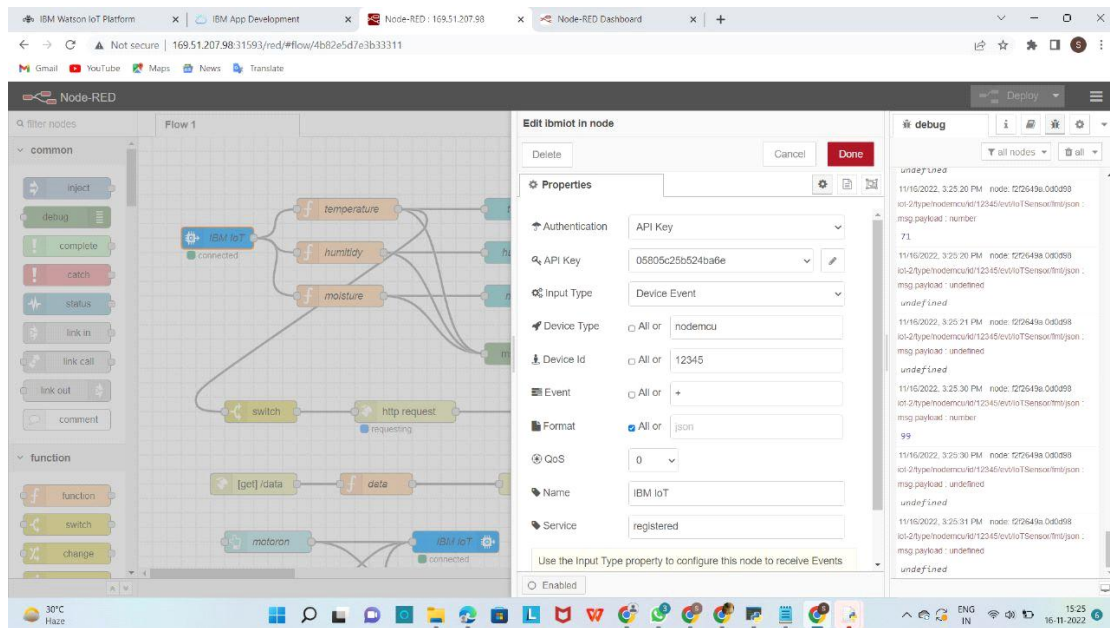 IBM Watson IoT Platform
IBM App Development
Node-RED : 169.51.207.98
Node-RED Dashboard
Not secure
169.51.207.98:31593/red/#flow/4b82e5d7e3b33311
S
Gmail
YouTube
Maps
News
Translate
Node-RED
Deploy
filter nodes
common
inject
debug
complete
catch
status
link in
link call
link out
comment
function
function
switch
change
Flow 1
temperature
IBM IoT
connected
humitidy
moisture
switch
http request
requesting
[get] /data
data
motoron
IBM IoT
connected
Edit ibmiot in node
Delete
Cancel
Done
Properties
Authentication API Key
API Key 05805c25b524ba6e
Input Type Device Event
Device Type All or nodemcu
Device Id All or 12345
Event All or +
Format All or json
QoS 0
Name IBM IoT
Service registered
Use the Input Type property to configure this node to receive Events
Enabled
debug
all nodes
all
undefined
11/16/2022, 3:25:20 PM node: f2f2649a.0d0d98
iot-2/type/nodemcu/id/12345/evt/IoTSensor/fmt/json :
msg.payload : number
71
11/16/2022, 3:25:20 PM node: f2f2649a.0d0d98
iot-2/type/nodemcu/id/12345/evt/IoTSensor/fmt/json :
msg.payload : undefined
undefined
11/16/2022, 3:25:21 PM node: f2f2649a.0d0d98
iot-2/type/nodemcu/id/12345/evt/IoTSensor/fmt/json :
msg.payload : undefined
undefined
11/16/2022, 3:25:30 PM node: f2f2649a.0d0d98
iot-2/type/nodemcu/id/12345/evt/IoTSensor/fmt/json :
msg.payload : number
99
11/16/2022, 3:25:30 PM node: f2f2649a.0d0d98
iot-2/type/nodemcu/id/12345/evt/IoTSensor/fmt/json :
msg.payload : undefined
undefined
11/16/2022, 3:25:31 PM node: f2f2649a.0d0d98
iot-2/type/nodemcu/id/12345/evt/IoTSensor/fmt/json :
msg.payload : undefined
undefined
30°C
Haze
ENG
IN
15:25
16-11-2022